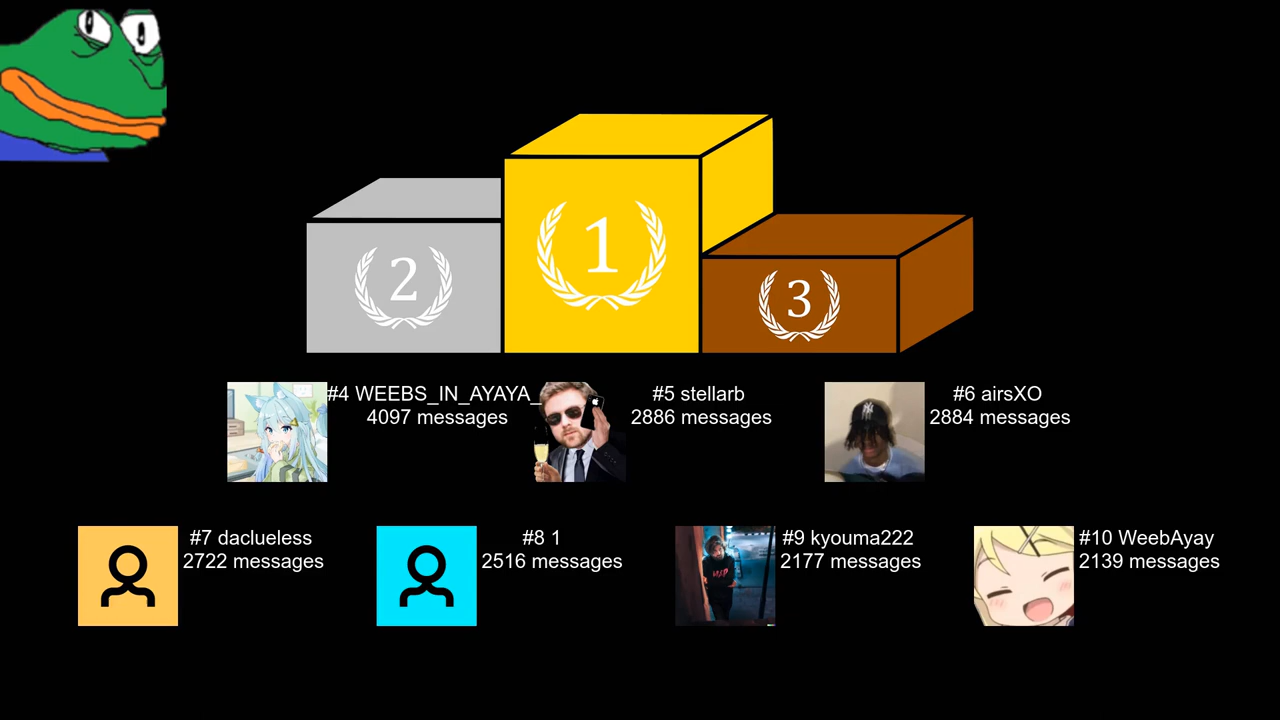 2
1
3
#4 WEEBS_IN_AYAYA_
4097 messages
#5 stellarb
2886 messages
#6 airsXO
2884 messages
#7 daclueless
2722 messages
#8 1
2516 messages
#9 kyouma222
2177 messages
#10 WeebAyay
2139 messages